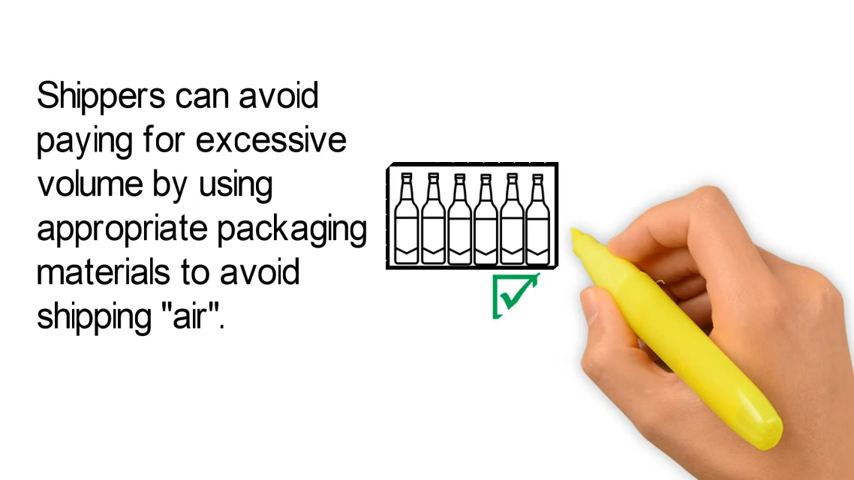 Shippers can avoid
paying for excessive
volume by using
appropriate packaging
materials to avoid
shipping "air".